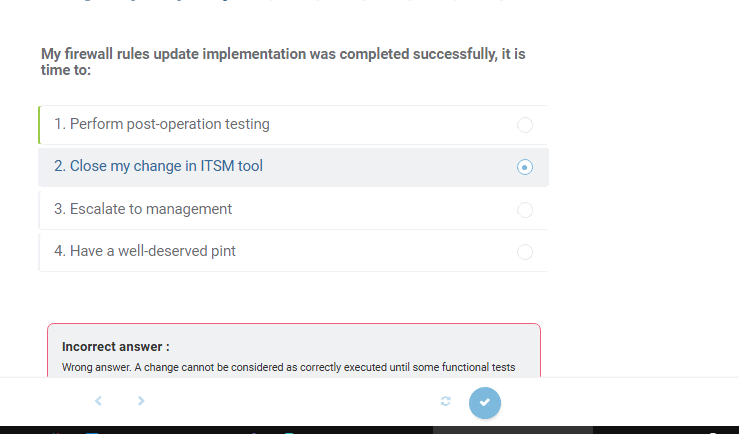 My firewall rules update implementation was completed successfully, it is
time to:
1. Perform post-operation testing
2. Close my change in ITSM tool
3. Escalate to management
4. Have a well-deserved pint
Incorrect answer :
Wrong answer. A change cannot be considered as correctly executed until some functional tests